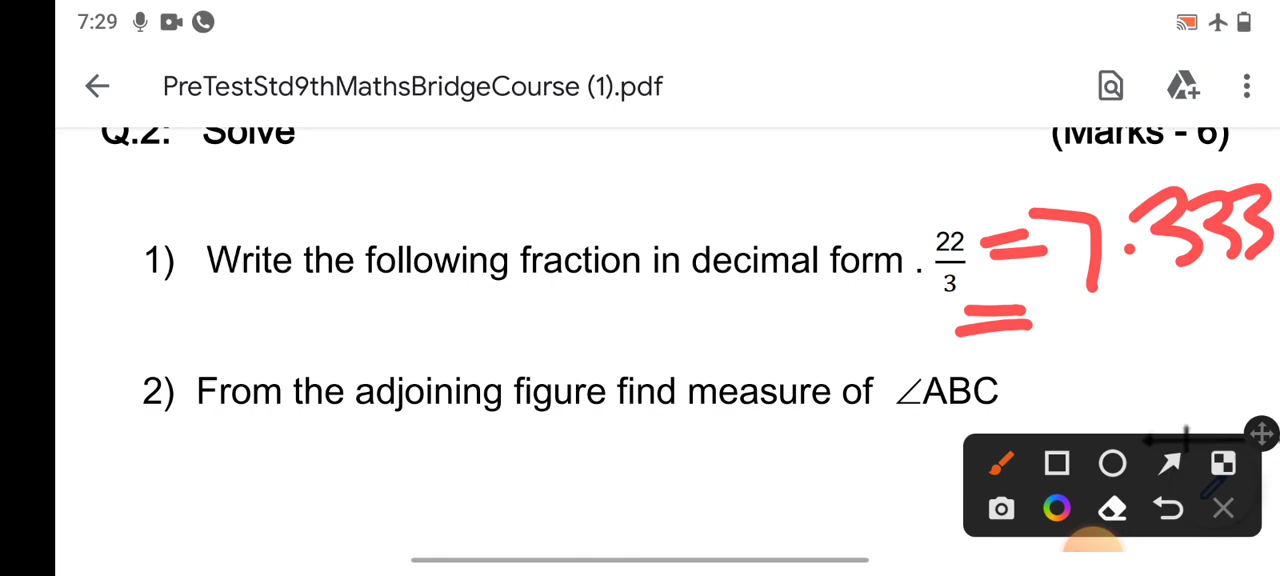 7:29
PreTestStd9thMathsBridgeCourse (1).pdf
Q.2: Solve (Marks - 6)
1) Write the following fraction in decimal form . 22/3 = 7.333
=
2) From the adjoining figure find measure of ∠ABC